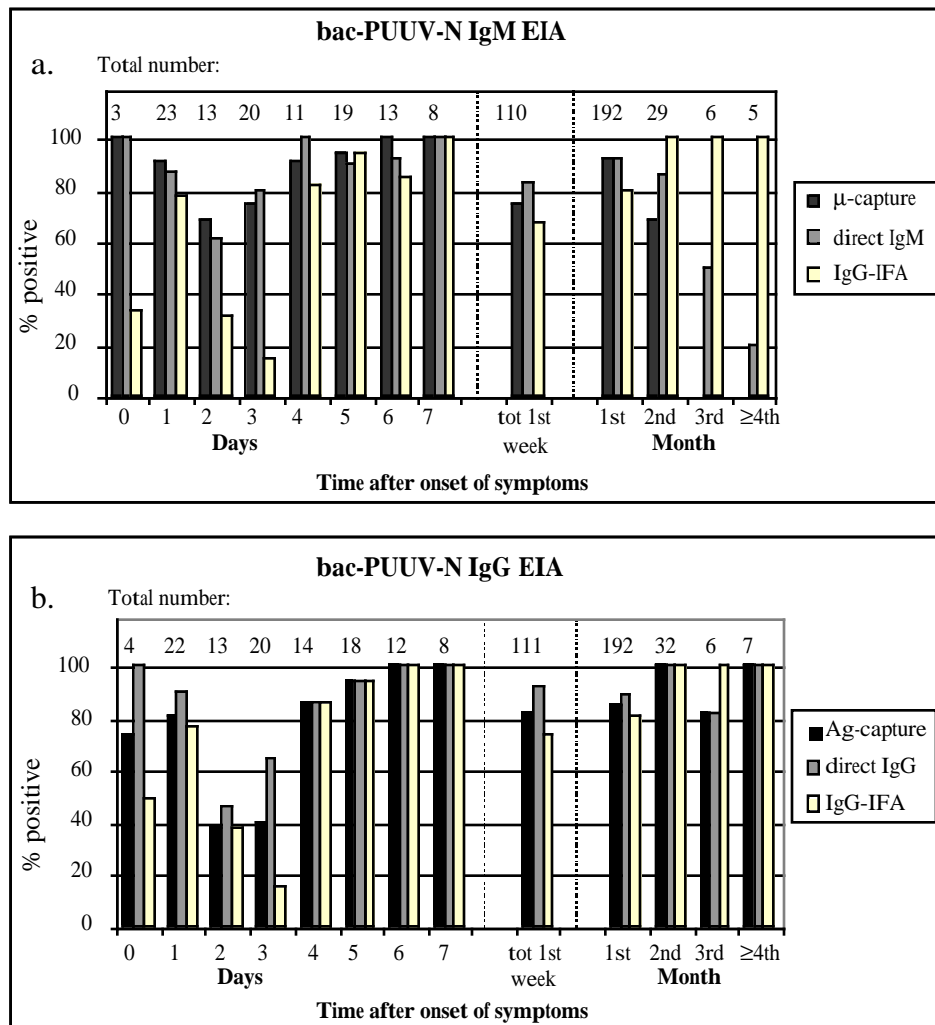 bac-PUUV-N IgM EIA
a. Total number:
3 23 13 20 11 19 13 8 110 192 29 6 5
100
80
60
40
20
0
% positive
0 1 2 3 4 5 6 7 tot 1st 1st 2nd 3rd ≥4th
Days week Month
Time after onset of symptoms
µ-capture
direct IgM
IgG-IFA
bac-PUUV-N IgG EIA
b. Total number:
4 22 13 20 14 18 12 8 111 192 32 6 7
100
80
60
40
20
0
% positive
0 1 2 3 4 5 6 7 tot 1st 1st 2nd 3rd ≥4th
Days week Month
Time after onset of symptoms
Ag-capture
direct IgG
IgG-IFA